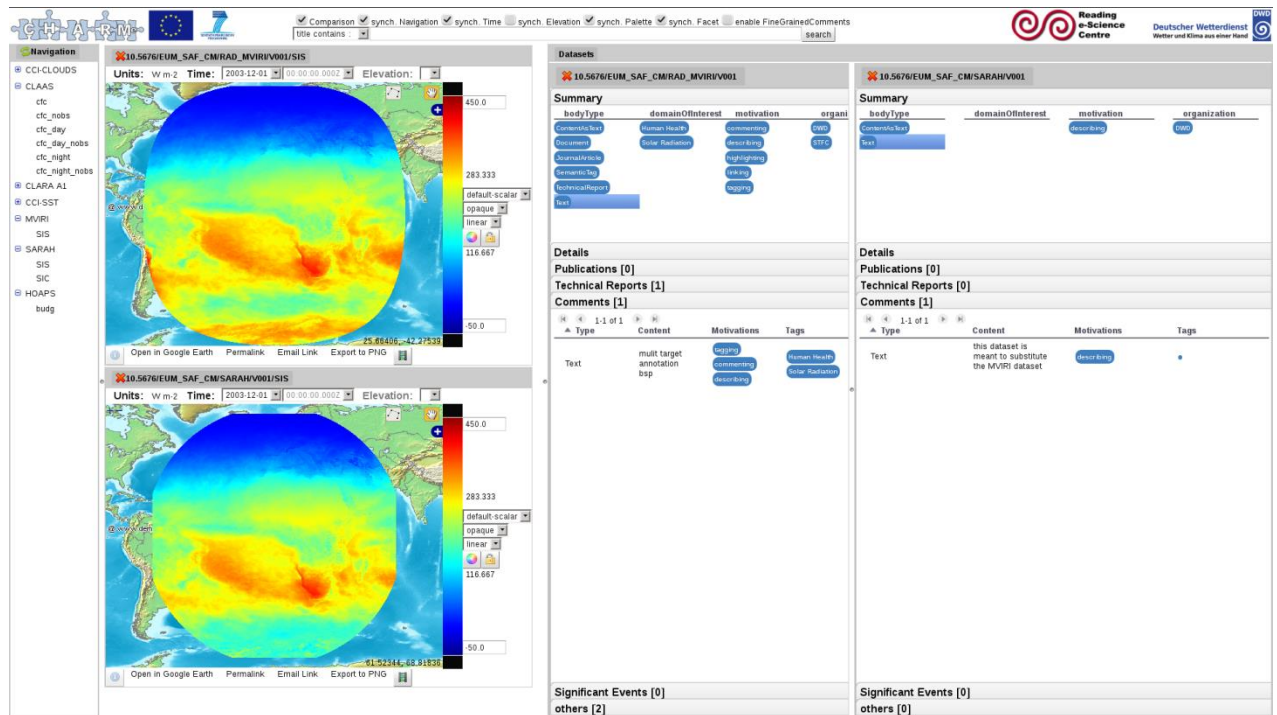 CHARMe
Comparison synch. Navigation synch. Time synch. Elevation synch. Palette synch. Facet enable FineGrainedComments
title contains :
search
Reading
e-Science
Centre
Deutscher Wetterdienst
Wetter und Klima aus einer Hand
DWD
Navigation
CCI-CLOUDS
CLAAS
cfc
cfc_nobs
cfc_day
cfc_day_nobs
cfc_night
cfc_night_nobs
CLARA A1
CCI-SST
MVIRI
SIS
SARAH
SIS
SIC
HOAPS
budg
10.5676/EUM_SAF_CM/RAD_MVIRI/V001/SIS
Units: W m-2 Time: 2003-12-01 00:00:00.000Z Elevation:
450.0
283.333
default-scalar
opaque
linear
116.667
-50.0
25.66406, -42.27539
Open in Google Earth Permalink Email Link Export to PNG
10.5676/EUM_SAF_CM/SARAH/V001/SIS
Units: W m-2 Time: 2003-12-01 00:00:00.000Z Elevation:
450.0
283.333
default-scalar
opaque
linear
116.667
-50.0
61.52344, -68.81836
Open in Google Earth Permalink Email Link Export to PNG
Datasets
10.5676/EUM_SAF_CM/RAD_MVIRI/V001
Summary
bodyType domainOfInterest motivation organi
ContentAsText Human Health commenting DWD
Document Solar Radiation describing STFC
JournalArticle highlighting
SemanticTag linking
TechnicalReport tagging
Text
Details
Publications [0]
Technical Reports [1]
Comments [1]
1-1 of 1
Type Content Motivations Tags
Text mulit target annotation bsp tagging commenting describing Human Health Solar Radiation
Significant Events [0]
others [2]
10.5676/EUM_SAF_CM/SARAH/V001
Summary
bodyType domainOfInterest motivation organization
ContentAsText describing DWD
Text
Details
Publications [0]
Technical Reports [0]
Comments [1]
1-1 of 1
Type Content Motivations Tags
Text this dataset is meant to substitute the MVIRI dataset describing
Significant Events [0]
others [0]